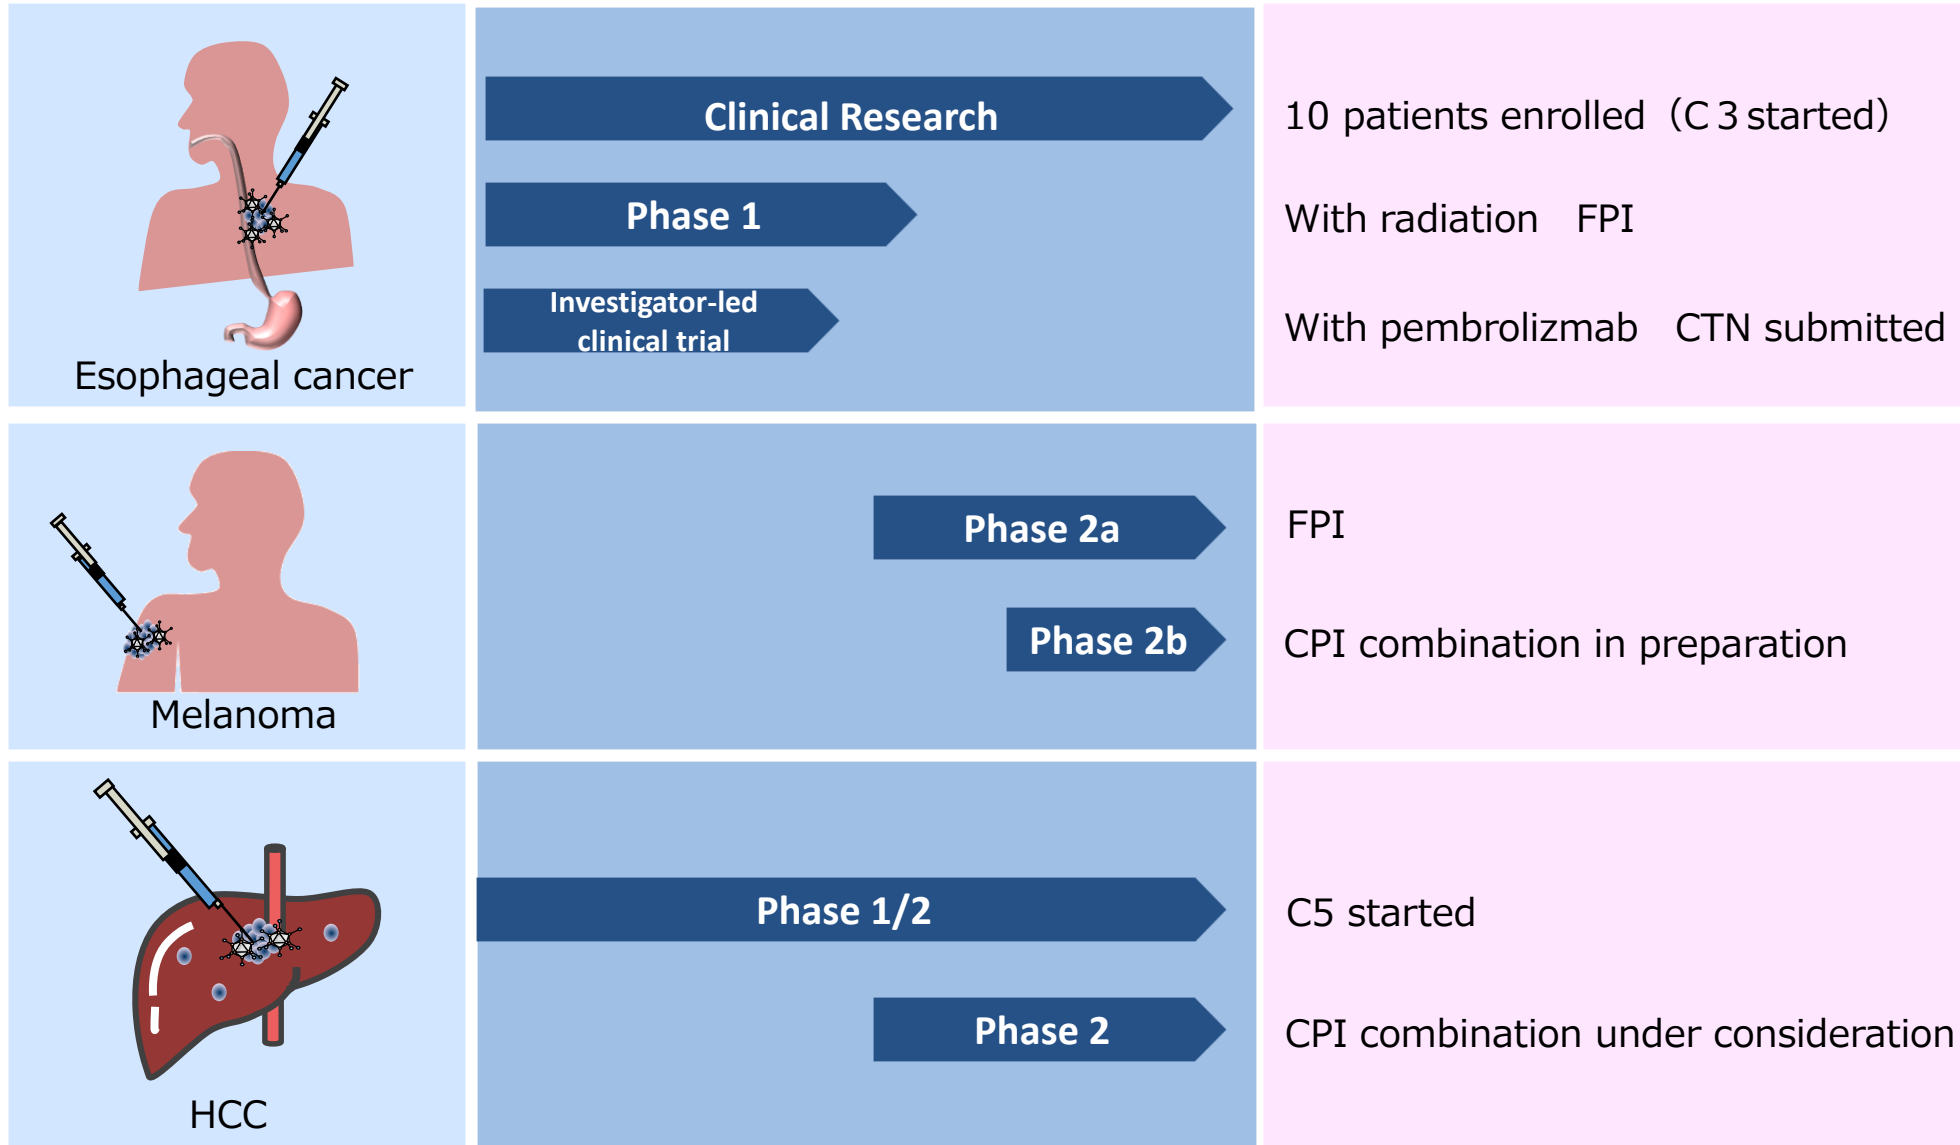 Clinical Research
10 patients enrolled（C３started）
Phase 1
With radiation　FPI
Investigator-led
clinical trial
With pembrolizmab　CTN submitted
Esophageal cancer
Phase 2a
FPI
Phase 2b
CPI combination in preparation
Melanoma
Phase 1/2
C5 started
Phase 2
CPI combination under consideration
HCC